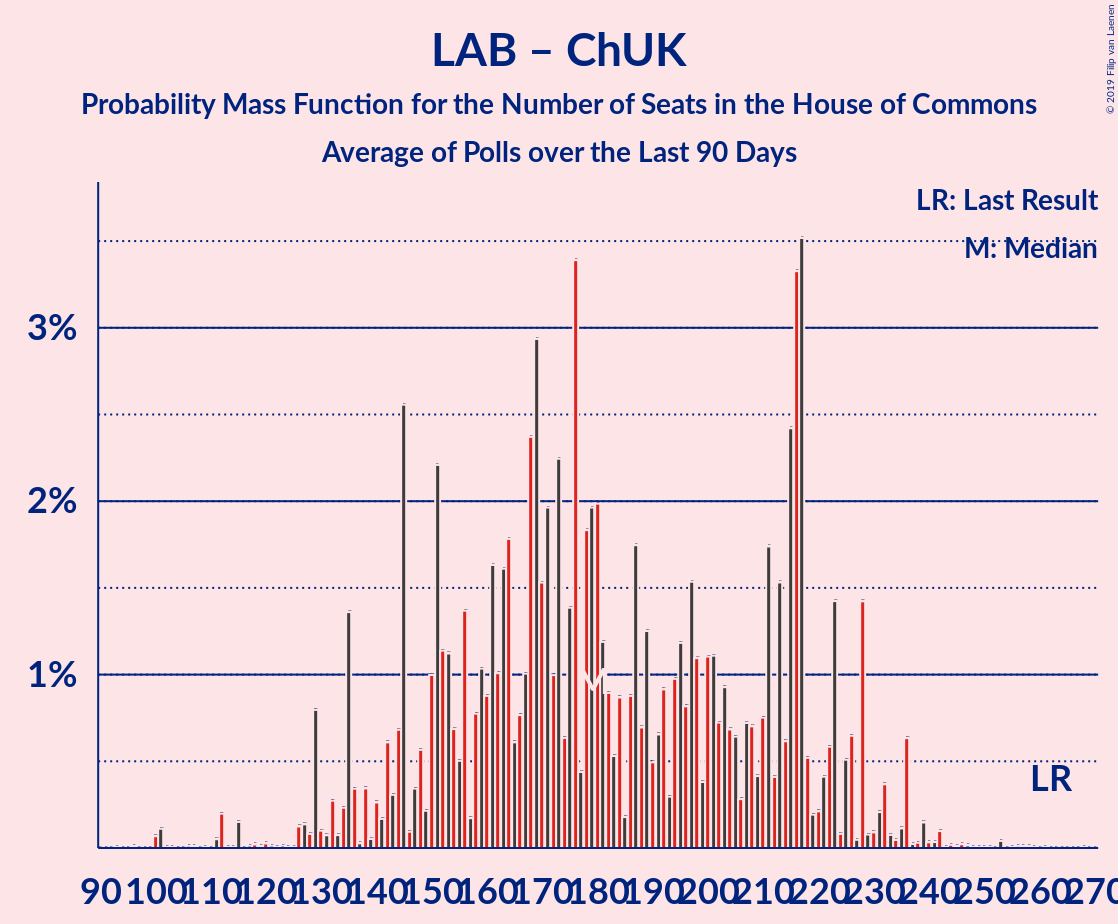 LAB – ChUK
Probability Mass Function for the Number of Seats in the House of Commons
Average of Polls over the Last 90 Days
© 2019 Filip van Laenen
LR: Last Result
M: Median
3%
2%
1%
M
LR
90 100 110 120 130 140 150 160 170 180 190 200 210 220 230 240 250 260 270